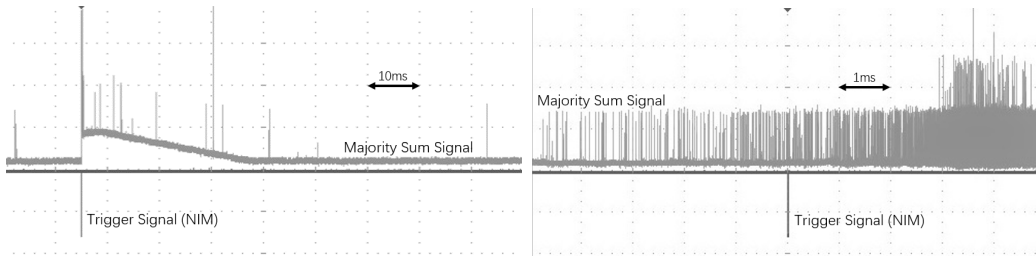 10ms
Majority Sum Signal
Trigger Signal (NIM)
1ms
Majority Sum Signal
Trigger Signal (NIM)